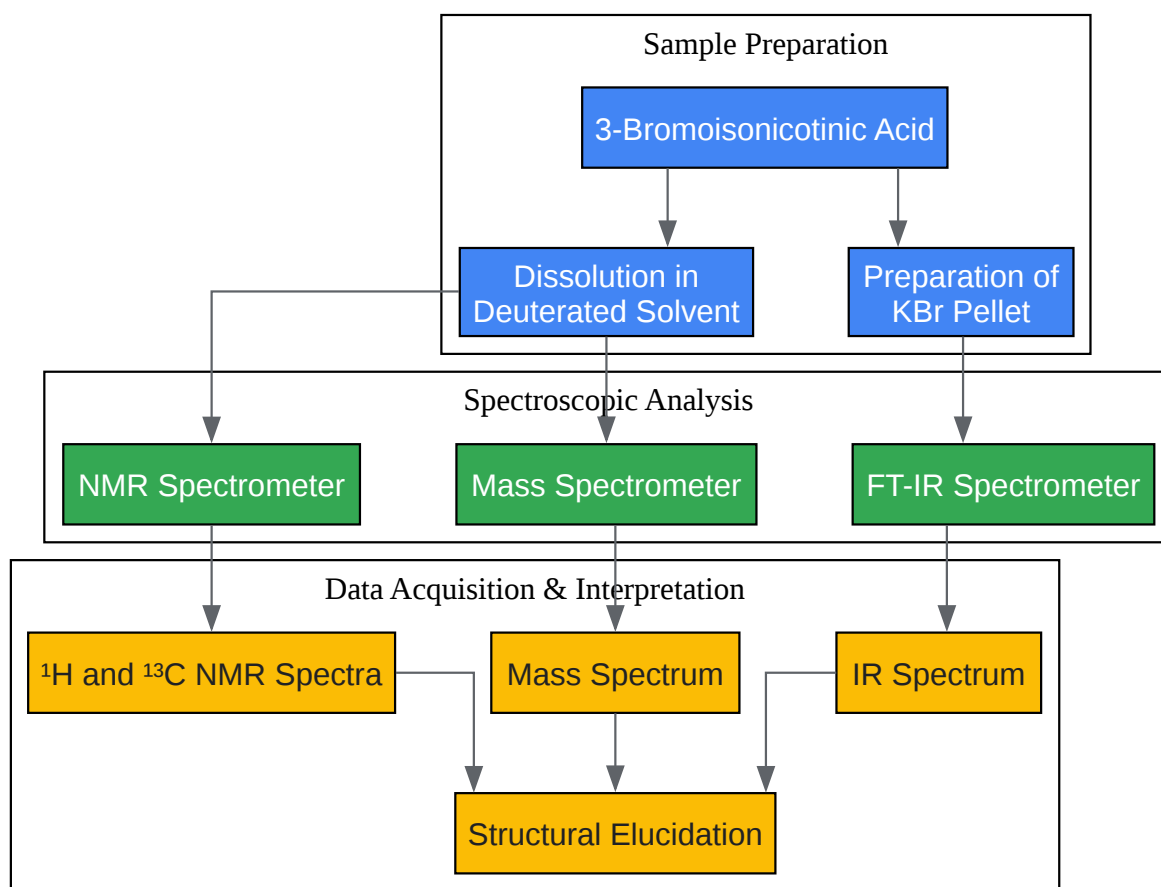 Sample Preparation
3-Bromoisonicotinic Acid
Dissolution in
Deuterated Solvent
Preparation of
KBr Pellet
Spectroscopic Analysis
NMR Spectrometer
Mass Spectrometer
FT-IR Spectrometer
Data Acquisition & Interpretation
¹H and ¹³C NMR Spectra
Mass Spectrum
IR Spectrum
Structural Elucidation